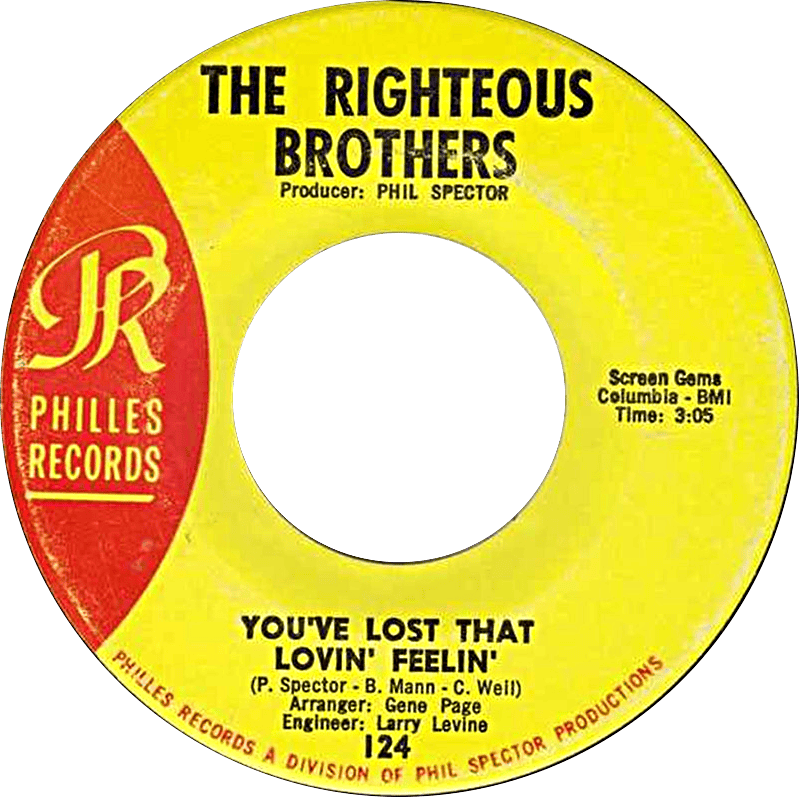 THE RIGHTEOUS
BROTHERS
Producer: PHIL SPECTOR
PR
PHILLES
RECORDS
Screen Gems
Columbia - BMI
Time: 3:05
YOU'VE LOST THAT
LOVIN' FEELIN'
(P. Spector - B. Mann - C. Weil)
Arranger: Gene Page
Engineer: Larry Levine
124
PHILLES RECORDS A DIVISION OF PHIL SPECTOR PRODUCTIONS